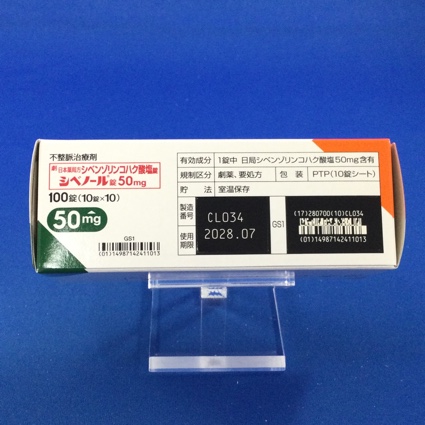 不整脈治療剤
劇 日本薬局方 シベンゾリンコハク酸塩錠
シベノール錠50mg
100錠(10錠×10)
50mg
GS1
(01)14987142411013
有効成分 1錠中 日局シベンゾリンコハク酸塩50mg含有
規制区分 劇薬、要処方 包装 PTP(10錠シート)
貯法 室温保存
製造番号 CL034
使用期限 2028.07
GS1
(17)280700(10)CL034
(01)14987142411013